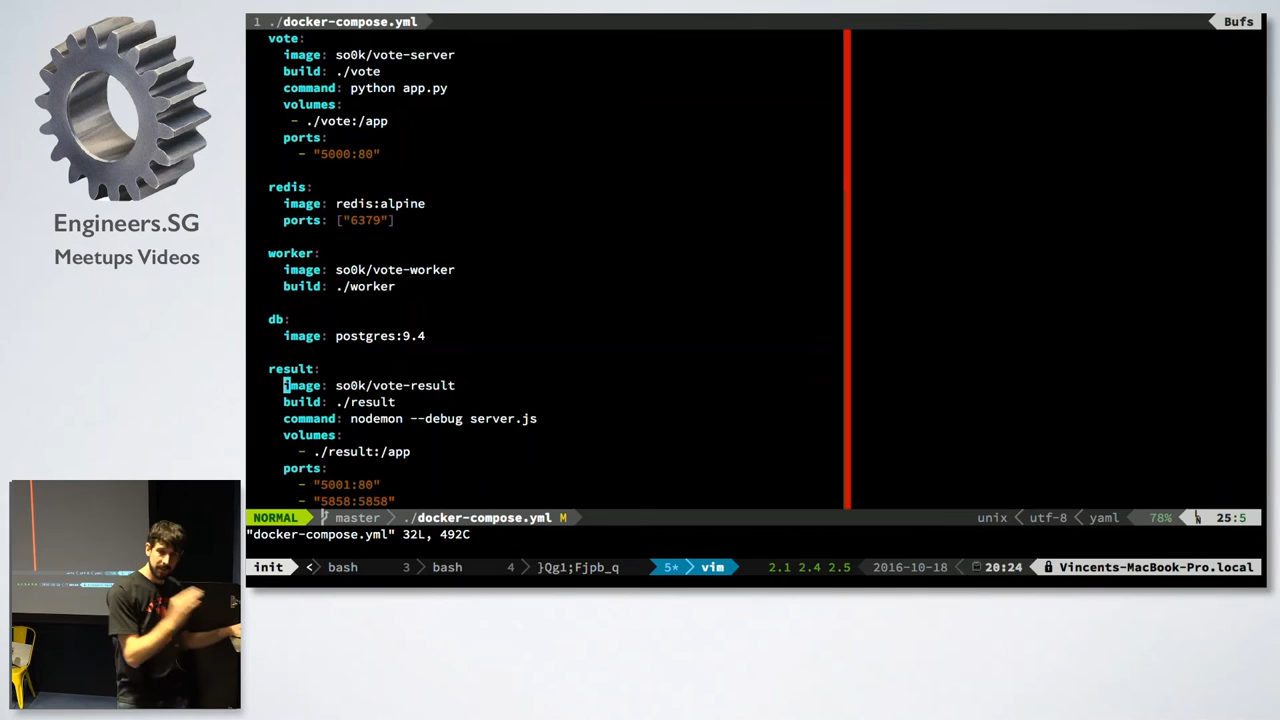 Engineers.SG
Meetups Videos
1 ./docker-compose.yml
Bufs
vote:
image: so0k/vote-server
build: ./vote
command: python app.py
volumes:
- ./vote:/app
ports:
- "5000:80"
redis:
image: redis:alpine
ports: ["6379"]
worker:
image: so0k/vote-worker
build: ./worker
db:
image: postgres:9.4
result:
image: so0k/vote-result
build: ./result
command: nodemon --debug server.js
volumes:
- ./result:/app
ports:
- "5001:80"
- "5858:5858"
NORMAL master ./docker-compose.yml M unix < utf-8 < yaml 78% 25:5
"docker-compose.yml" 32L, 492C
init < bash 3 bash 4 }Qg1;Fjpb_q 5* vim 2.1 2.4 2.5 2016-10-18 < 20:24 Vincents-MacBook-Pro.local